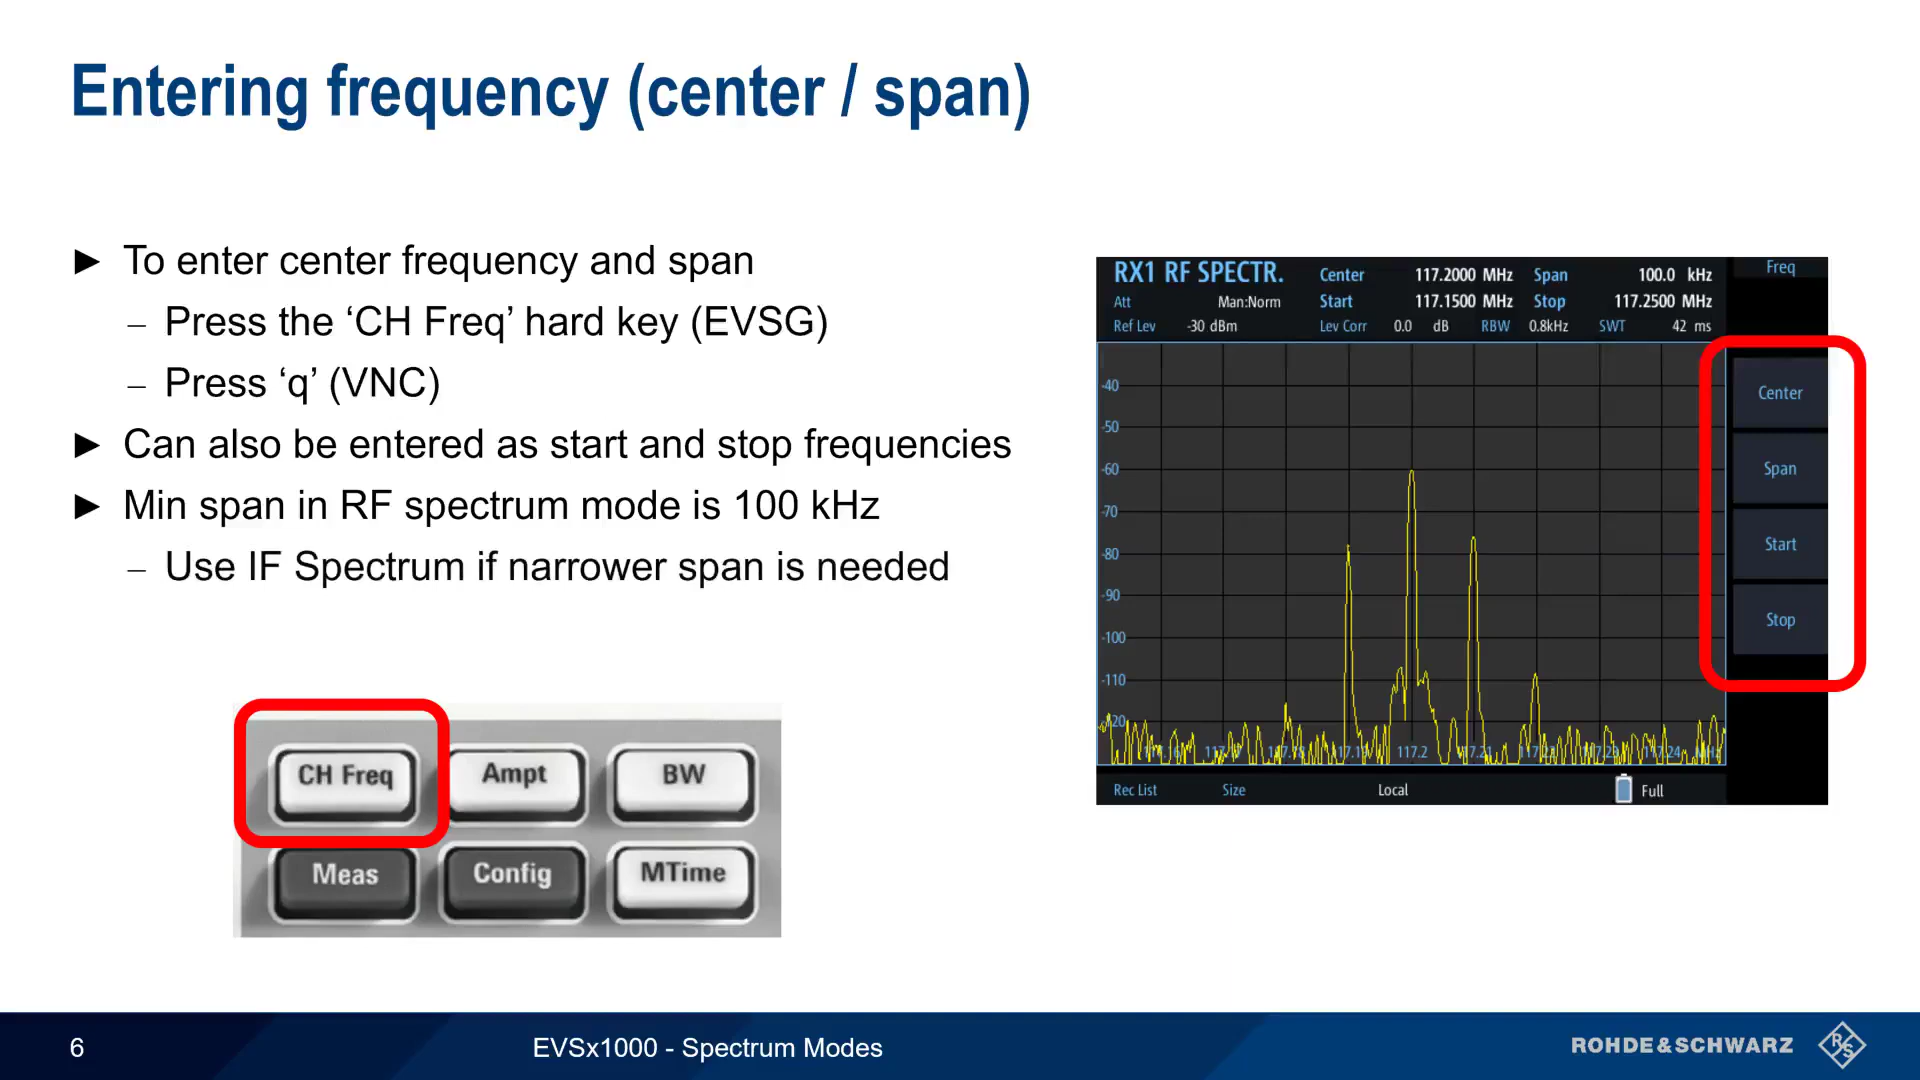 Entering frequency (center / span)
► To enter center frequency and span
– Press the ‘CH Freq’ hard key (EVSG)
– Press ‘q’ (VNC)
► Can also be entered as start and stop frequencies
► Min span in RF spectrum mode is 100 kHz
– Use IF Spectrum if narrower span is needed
CH Freq Ampt BW
Meas Config MTime
RX1 RF SPECTR. Center 117.2000 MHz Span 100.0 kHz Freq
Att Man:Norm Start 117.1500 MHz Stop 117.2500 MHz
Ref Lev -30 dBm Lev Corr 0.0 dB RBW 0.8kHz SWT 42 ms
-40
-50
-60
-70
-80
-90
-100
-110
Center
Span
Start
Stop
117.2
Rec List Size Local Full
6 EVSx1000 - Spectrum Modes ROHDE&SCHWARZ